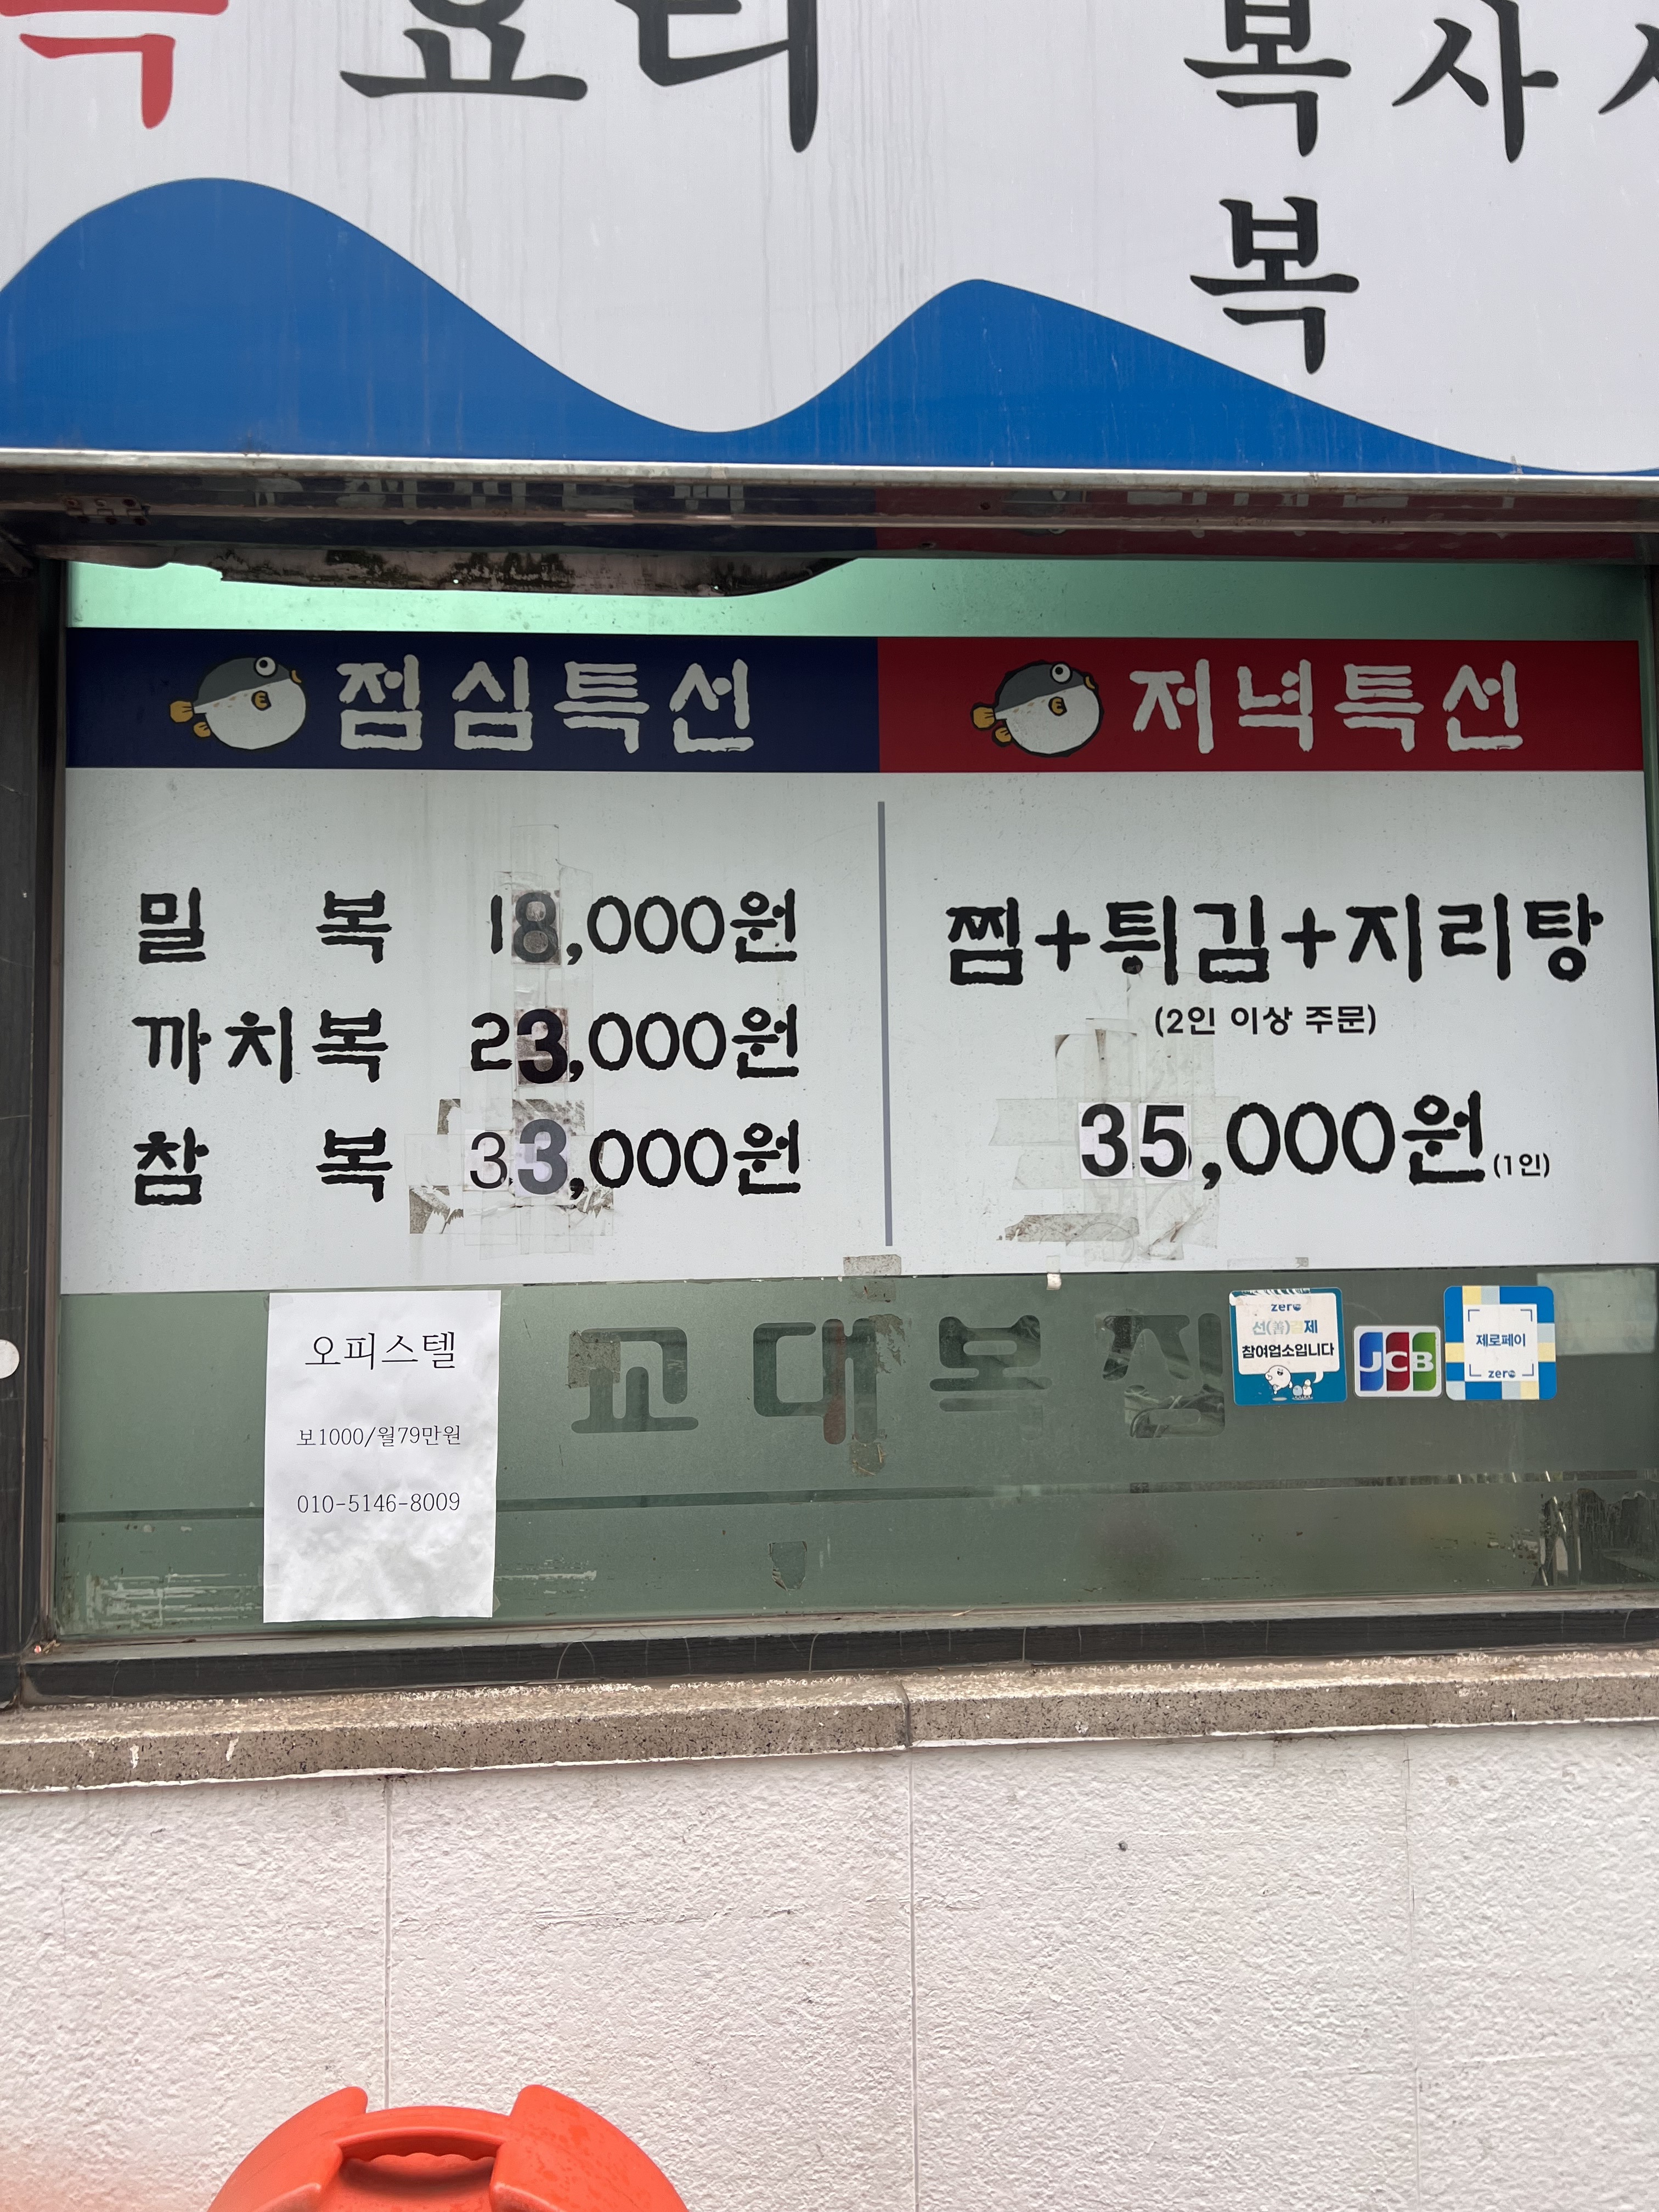 요리
복사
복
점심특선
밀 복 18,000원
까치복 23,000원
참 복 33,000원
저녁특선
찜+튀김+지리탕
(2인 이상 주문)
35,000원(1인)
오피스텔
보1000/월79만원
010-5146-8009
교대복집
zero
선(善)결제
참여업소입니다
JCB
제로페이
zero